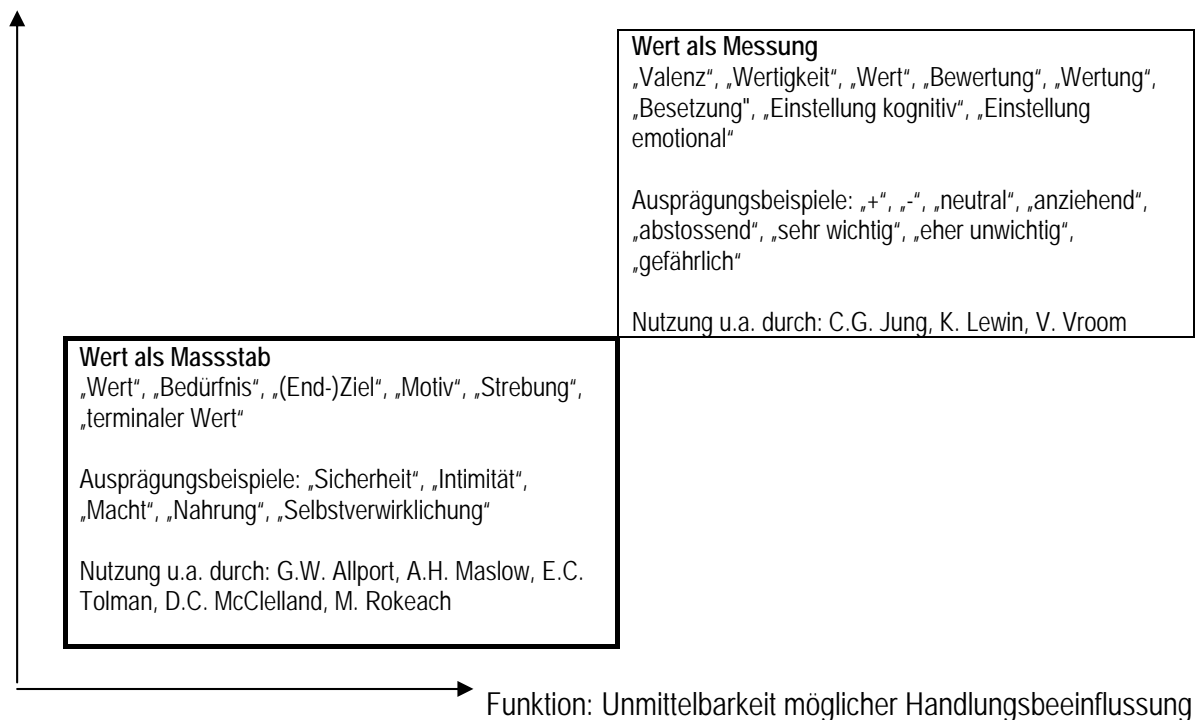 Wert als Messung
„Valenz“, „Wertigkeit“, „Wert“, „Bewertung“, „Wertung“,
„Besetzung", „Einstellung kognitiv“, „Einstellung
emotional“
Ausprägungsbeispiele: „+“, „-“, „neutral“, „anziehend“,
„abstossend“, „sehr wichtig“, „eher unwichtig“,
„gefährlich“
Nutzung u.a. durch: C.G. Jung, K. Lewin, V. Vroom
Wert als Massstab
„Wert“, „Bedürfnis“, „(End-)Ziel“, „Motiv“, „Strebung“,
„terminaler Wert“
Ausprägungsbeispiele: „Sicherheit“, „Intimität“,
„Macht“, „Nahrung“, „Selbstverwirklichung“
Nutzung u.a. durch: G.W. Allport, A.H. Maslow, E.C.
Tolman, D.C. McClelland, M. Rokeach
Funktion: Unmittelbarkeit möglicher Handlungsbeeinflussung